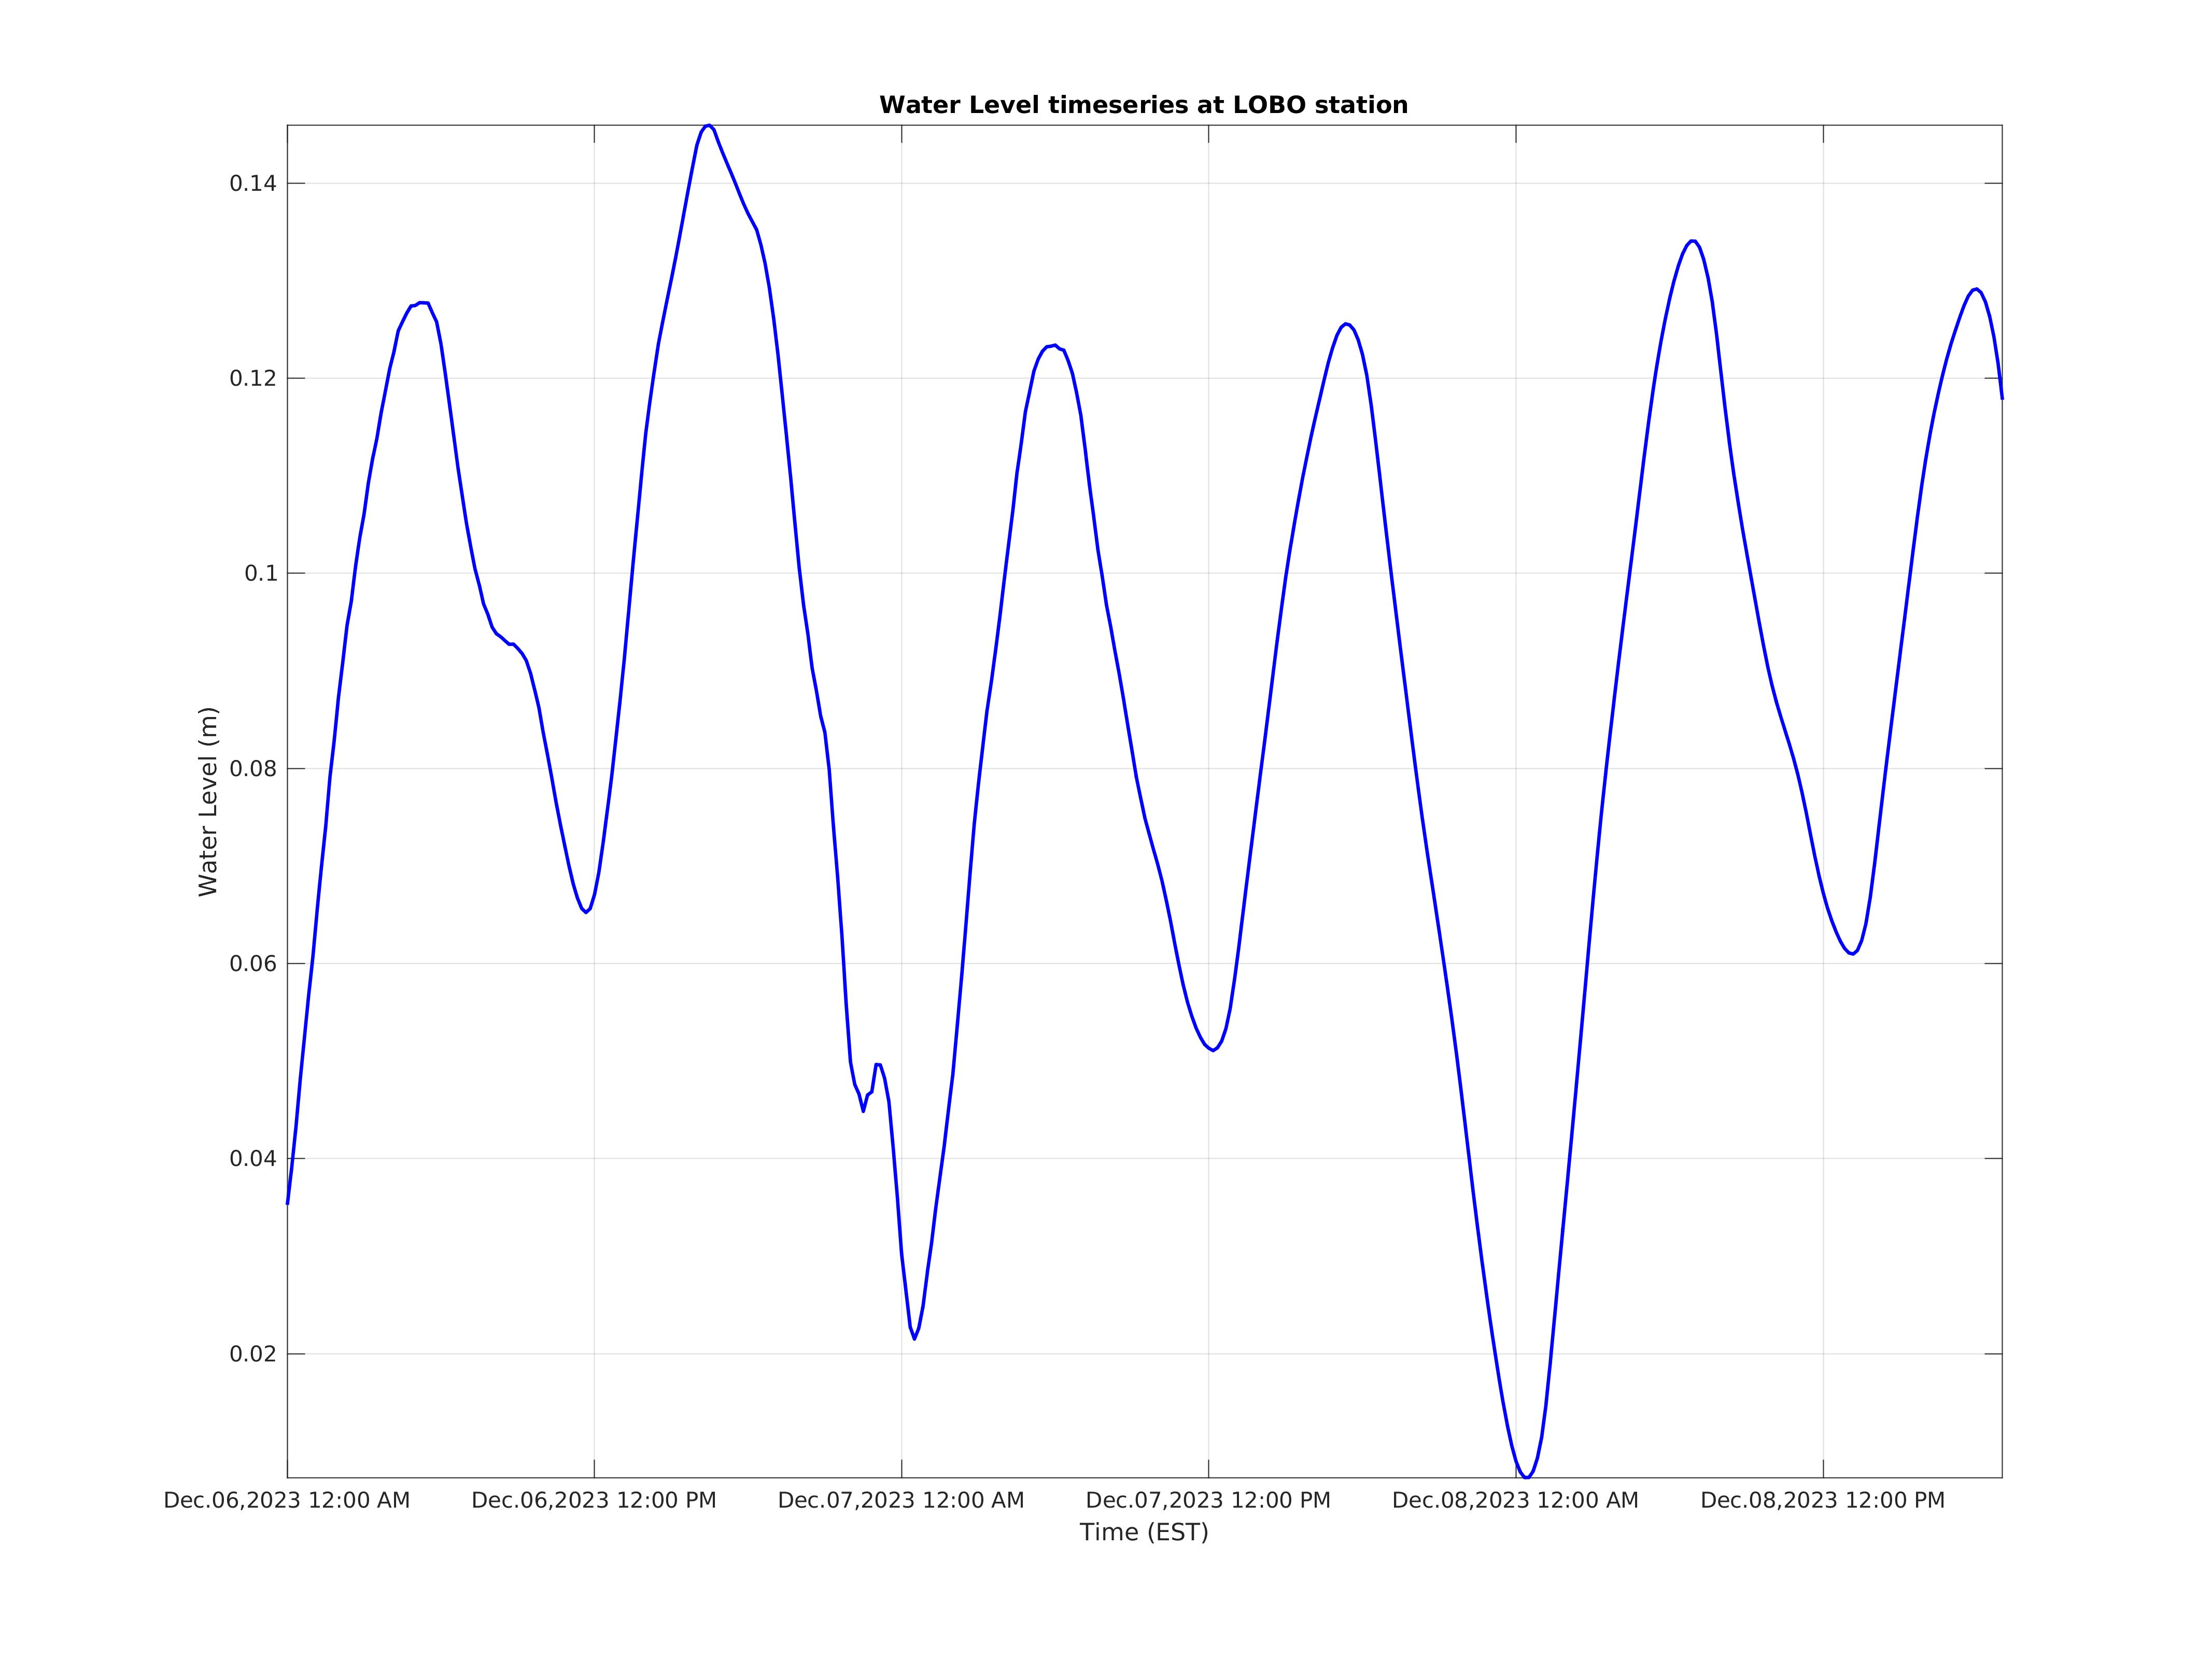 Water Level timeseries at LOBO station
0.14
0.12
0.1
0.08
0.06
0.04
0.02
Water Level (m)
Dec.06,2023 12:00 AM
Dec.06,2023 12:00 PM
Dec.07,2023 12:00 AM
Dec.07,2023 12:00 PM
Dec.08,2023 12:00 AM
Dec.08,2023 12:00 PM
Time (EST)